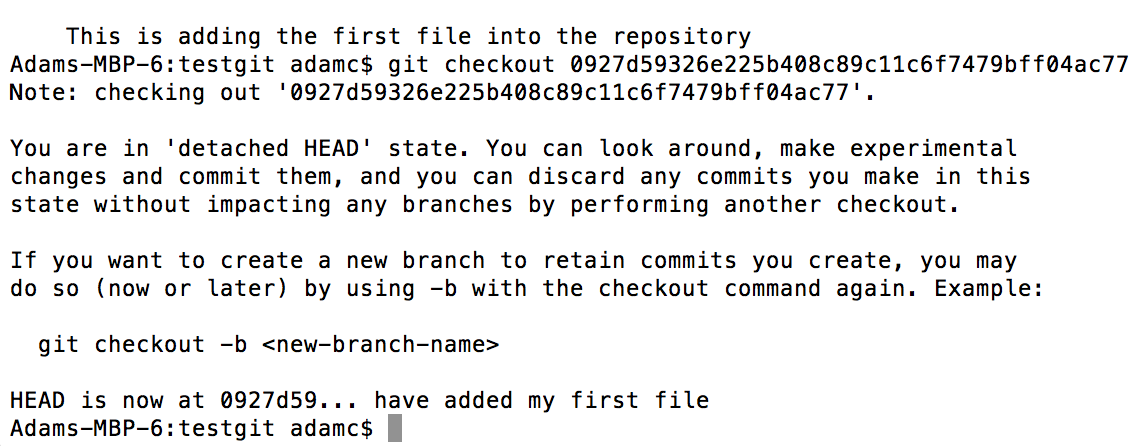 This is adding the first file into the repository
Adams-MBP-6:testgit adamc$ git checkout 0927d59326e225b408c89c11c6f7479bff04ac77
Note: checking out '0927d59326e225b408c89c11c6f7479bff04ac77'.
You are in 'detached HEAD' state. You can look around, make experimental
changes and commit them, and you can discard any commits you make in this
state without impacting any branches by performing another checkout.
If you want to create a new branch to retain commits you create, you may
do so (now or later) by using -b with the checkout command again. Example:
git checkout -b <new-branch-name>
HEAD is now at 0927d59... have added my first file
Adams-MBP-6:testgit adamc$